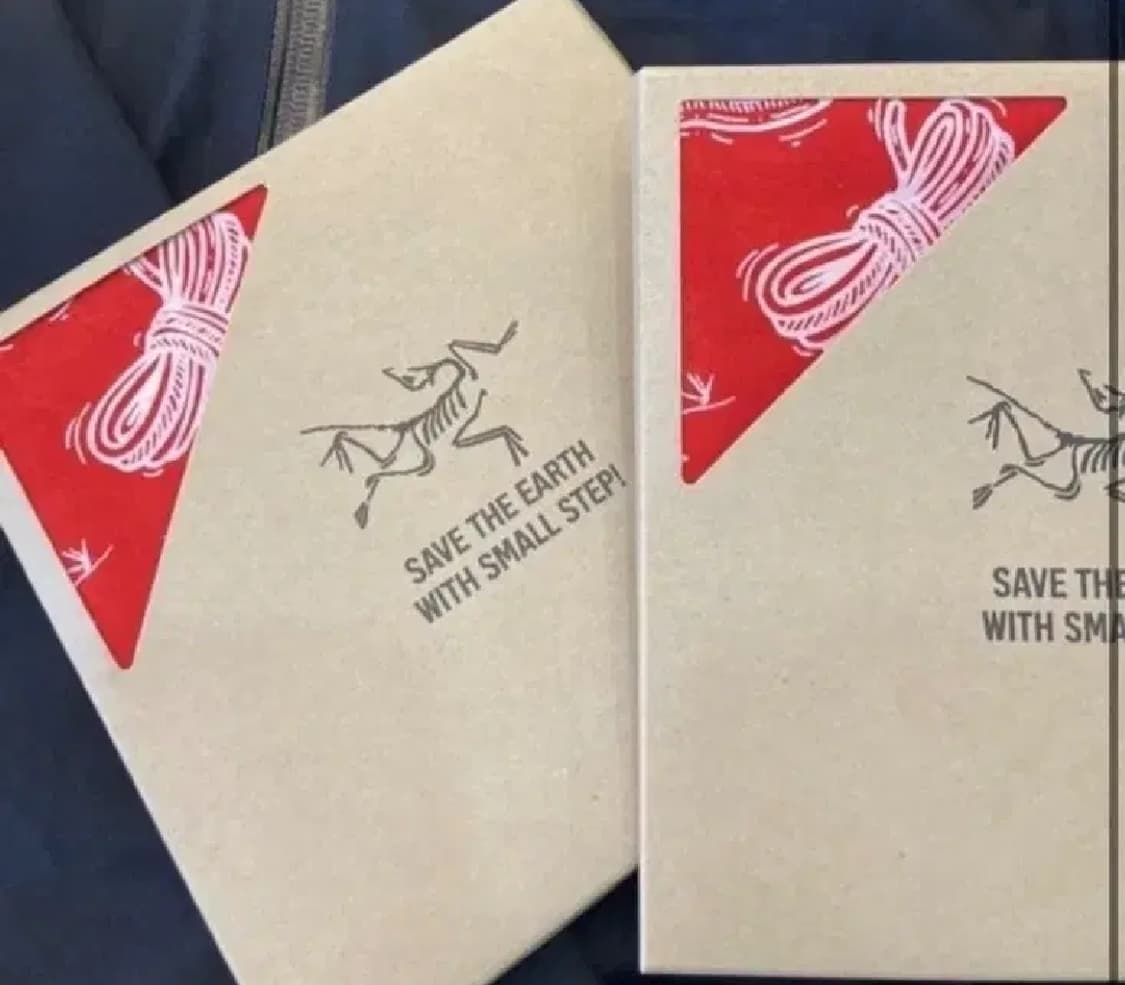 SAVE THE EARTH
WITH SMALL STEP!
SAVE THE
WITH SMA